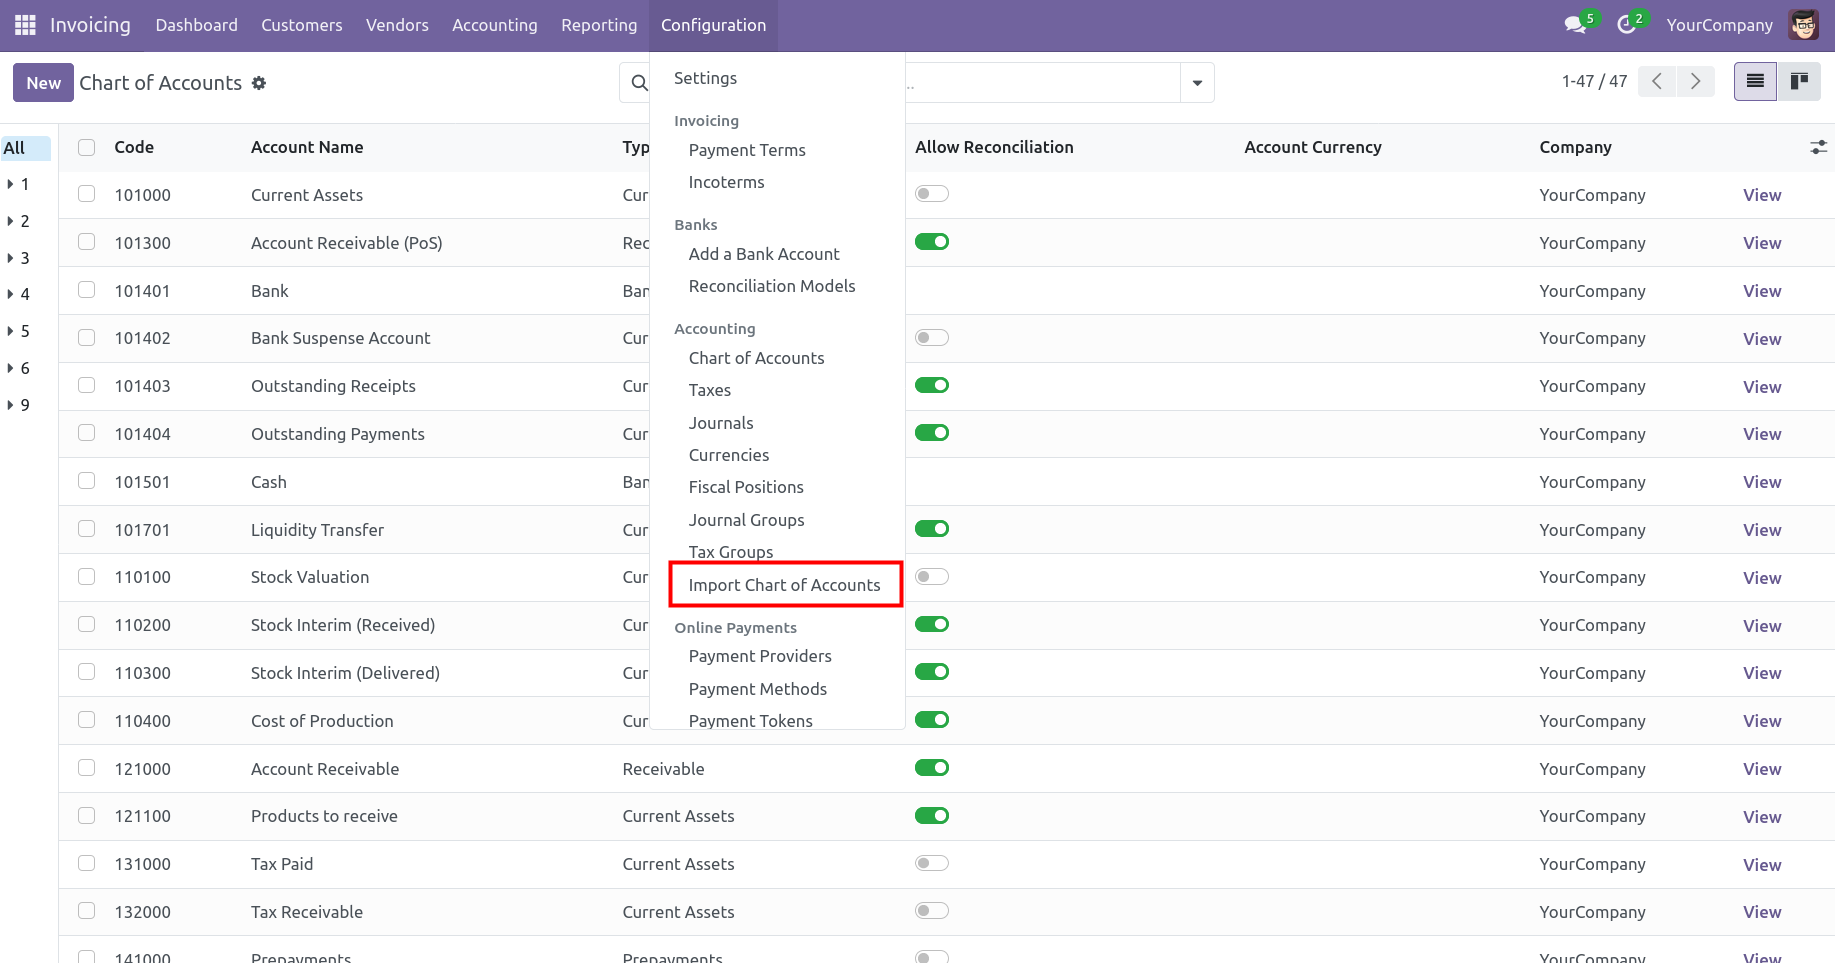 Invoicing Dashboard Customers Vendors Accounting Reporting Configuration 5 2 YourCompany
New Chart of Accounts .. 1-47 / 47
Settings
Invoicing
Payment Terms
Incoterms
Banks
Add a Bank Account
Reconciliation Models
Accounting
Chart of Accounts
Taxes
Journals
Currencies
Fiscal Positions
Journal Groups
Tax Groups
Import Chart of Accounts
Online Payments
Payment Providers
Payment Methods
Payment Tokens
All
1
2
3
4
5
6
9
Code Account Name Typ Allow Reconciliation Account Currency Company
101000 Current Assets Cur YourCompany View
101300 Account Receivable (PoS) Rec YourCompany View
101401 Bank Ban YourCompany View
101402 Bank Suspense Account Cur YourCompany View
101403 Outstanding Receipts Cur YourCompany View
101404 Outstanding Payments Cur YourCompany View
101501 Cash Ban YourCompany View
101701 Liquidity Transfer Cur YourCompany View
110100 Stock Valuation Cur YourCompany View
110200 Stock Interim (Received) Cur YourCompany View
110300 Stock Interim (Delivered) Cur YourCompany View
110400 Cost of Production Cur YourCompany View
121000 Account Receivable Receivable YourCompany View
121100 Products to receive Current Assets YourCompany View
131000 Tax Paid Current Assets YourCompany View
132000 Tax Receivable Current Assets YourCompany View
141000 Prepayments Prepayments YourCompany View